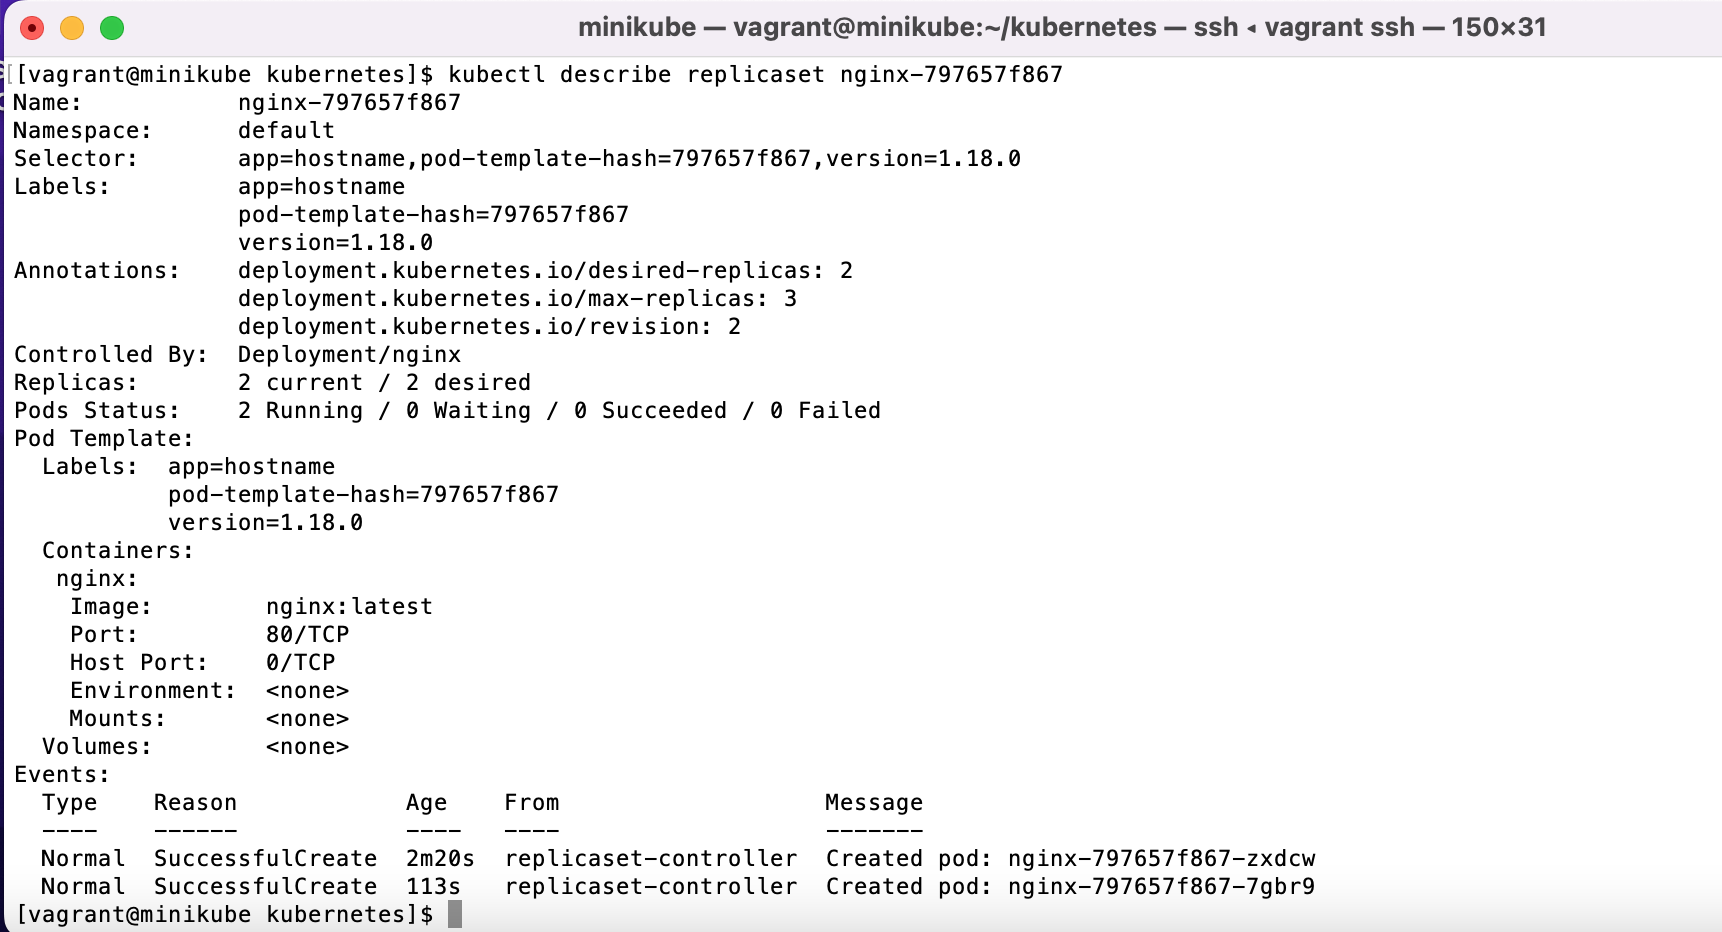 minikube — vagrant@minikube:~/kubernetes — ssh ◂ vagrant ssh — 150×31
[[vagrant@minikube kubernetes]$ kubectl describe replicaset nginx-797657f867
Name:           nginx-797657f867
Namespace:      default
Selector:       app=hostname,pod-template-hash=797657f867,version=1.18.0
Labels:         app=hostname
                pod-template-hash=797657f867
                version=1.18.0
Annotations:    deployment.kubernetes.io/desired-replicas: 2
                deployment.kubernetes.io/max-replicas: 3
                deployment.kubernetes.io/revision: 2
Controlled By:  Deployment/nginx
Replicas:       2 current / 2 desired
Pods Status:    2 Running / 0 Waiting / 0 Succeeded / 0 Failed
Pod Template:
  Labels:  app=hostname
           pod-template-hash=797657f867
           version=1.18.0
  Containers:
   nginx:
    Image:        nginx:latest
    Port:         80/TCP
    Host Port:    0/TCP
    Environment:  <none>
    Mounts:       <none>
  Volumes:        <none>
Events:
  Type    Reason            Age   From                   Message
  ----    ------            ----  ----                   -------
  Normal  SuccessfulCreate  2m20s  replicaset-controller  Created pod: nginx-797657f867-zxdcw
  Normal  SuccessfulCreate  113s   replicaset-controller  Created pod: nginx-797657f867-7gbr9
[vagrant@minikube kubernetes]$